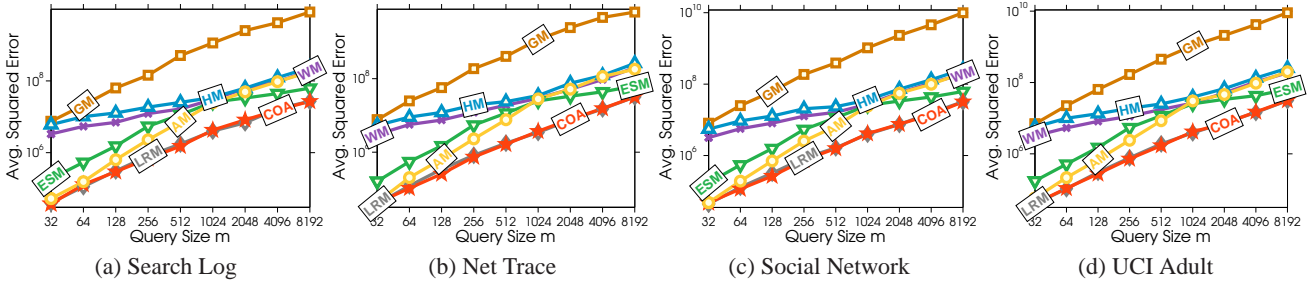 Avg. Squared Error
10^8
10^6
GM
HM
WM
ESM
AM
LRM
COA
ESM
32 64 128 256 512 1024 2048 4096 8192
Query Size m
(a) Search Log
Avg. Squared Error
10^8
10^6
GM
WM
HM
ESM
AM
COA
LRM
32 64 128 256 512 1024 2048 4096 8192
Query Size m
(b) Net Trace
Avg. Squared Error
10^10
10^8
10^6
GM
HM
WM
AM
LRM
COA
ESM
32 64 128 256 512 1024 2048 4096 8192
Query Size m
(c) Social Network
Avg. Squared Error
10^10
10^8
10^6
GM
HM
WM
ESM
AM
COA
LRM
32 64 128 256 512 1024 2048 4096 8192
Query Size m
(d) UCI Adult